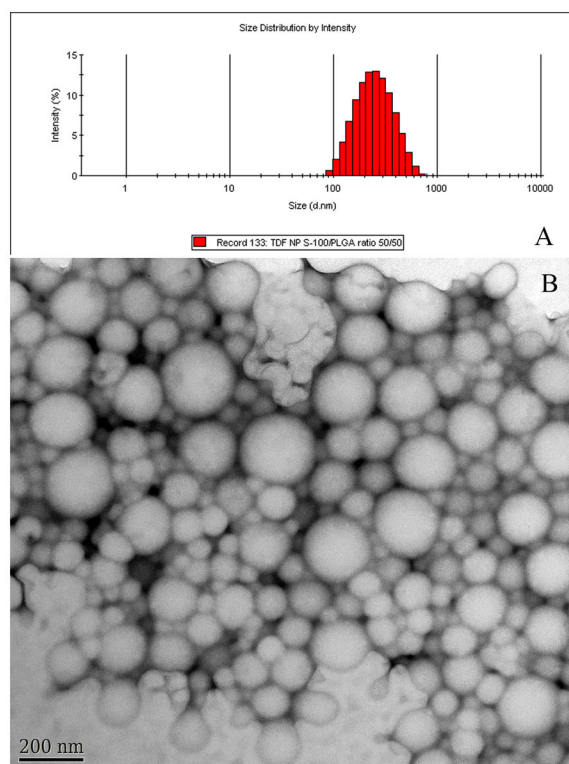 Size Distribution by Intensity
15
10
5
0
Intensity (%)
1 10 100 1000 10000
Size (d.nm)
Record 133: TDF NP S-100/PLGA ratio 50/50
A
B
200 nm